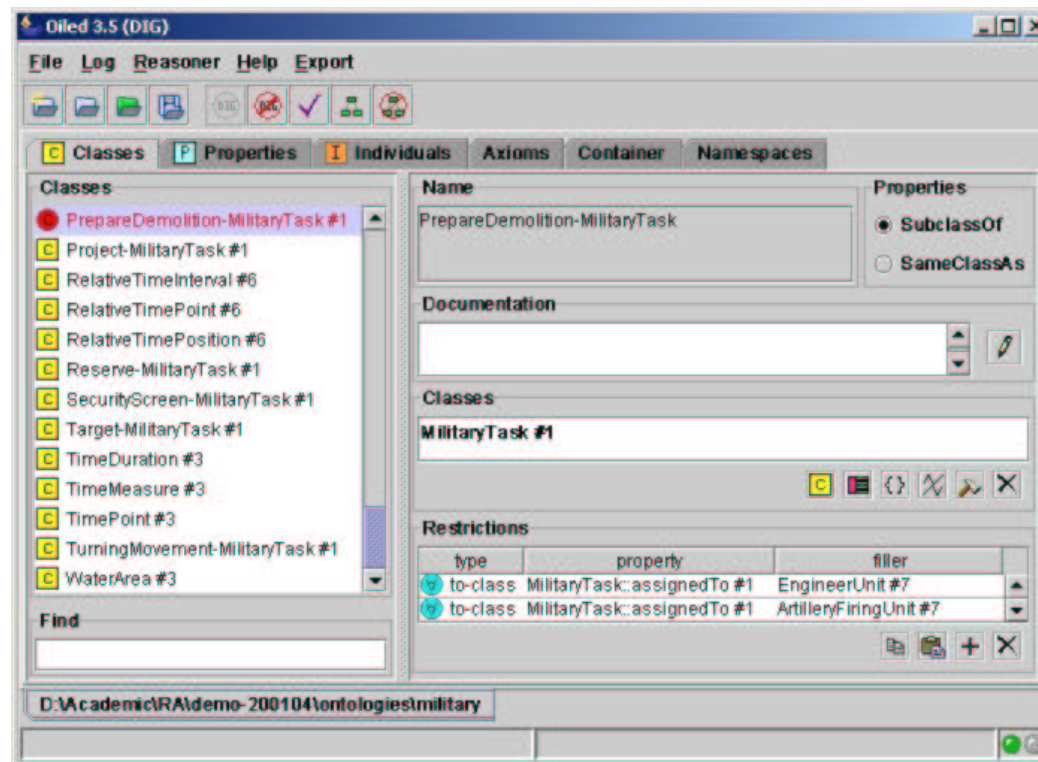 Oiled 3.5 (DIG)
File Log Reasoner Help Export
DIG DIG
C Classes P Properties I Individuals Axioms Container Namespaces
Classes
C PrepareDemolition-MilitaryTask #1
C Project-MilitaryTask #1
C RelativeTimeInterval #6
C RelativeTimePoint #6
C RelativeTimePosition #6
C Reserve-MilitaryTask #1
C SecurityScreen-MilitaryTask #1
C Target-MilitaryTask #1
C TimeDuration #3
C TimeMeasure #3
C TimePoint #3
C TurningMovement-MilitaryTask #1
C WaterArea #3
Find
Name
PrepareDemolition-MilitaryTask
Properties
SubclassOf
SameClassAs
Documentation
Classes
MilitaryTask #1
C {}
Restrictions
type property filler
∀ to-class MilitaryTask::assignedTo #1 EngineerUnit #7
∀ to-class MilitaryTask::assignedTo #1 ArtilleryFiringUnit #7
D:\Academic\RA\demo-200104\ontologies\military